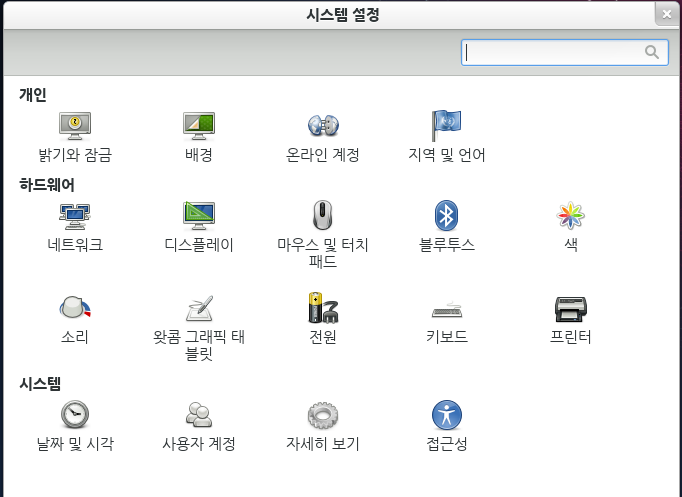 시스템 설정
개인
밝기와 잠금
배경
온라인 계정
지역 및 언어
하드웨어
네트워크
디스플레이
마우스 및 터치
패드
블루투스
색
소리
왓콤 그래픽 태
블릿
전원
키보드
프린터
시스템
날짜 및 시각
사용자 계정
자세히 보기
접근성